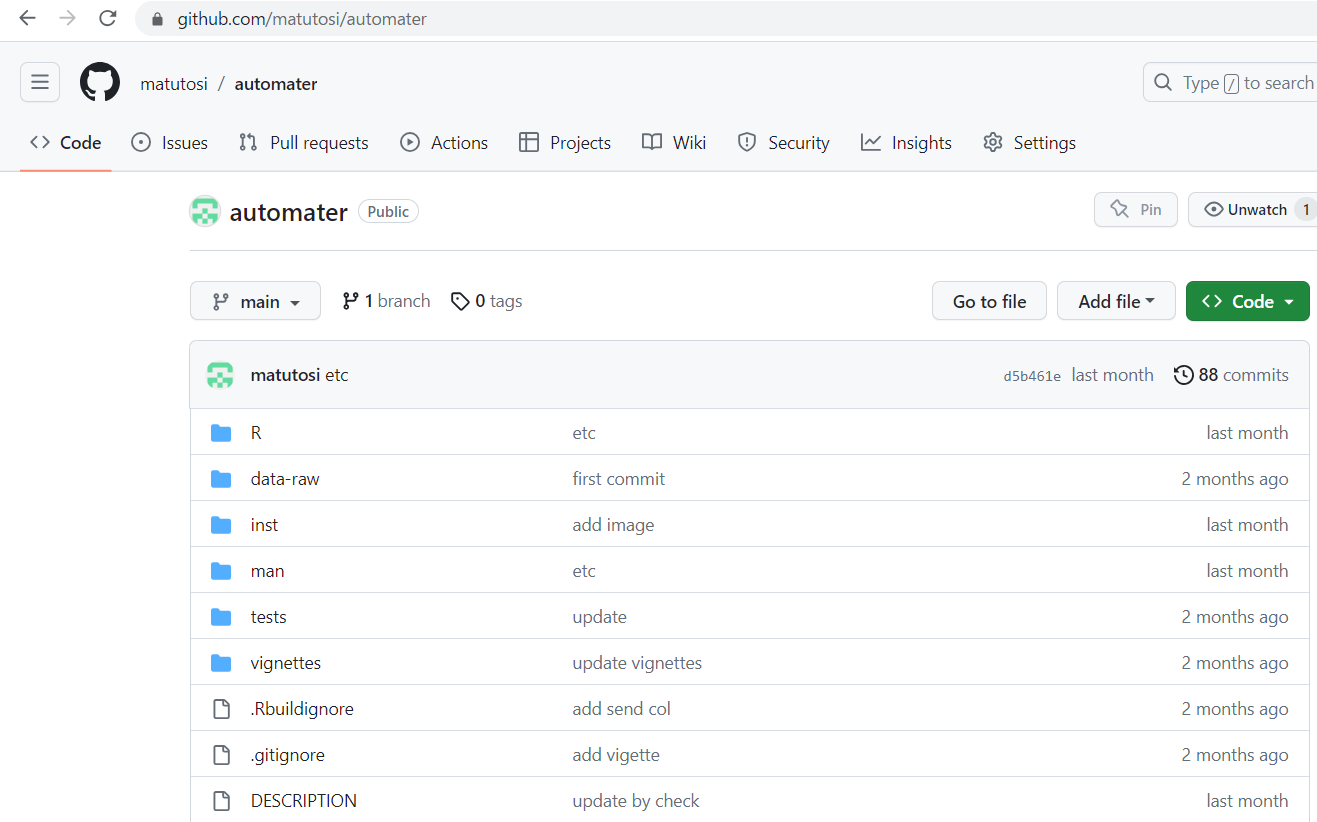 github.com/matutosi/automater
matutosi / automater
Type / to search
Code Issues Pull requests Actions Projects Wiki Security Insights Settings
automater Public Pin Unwatch 1
main 1 branch 0 tags Go to file Add file Code
matutosi etc d5b461e last month 88 commits
R etc last month
data-raw first commit 2 months ago
inst add image last month
man etc last month
tests update 2 months ago
vignettes update vignettes 2 months ago
.Rbuildignore add send col 2 months ago
.gitignore add vigette 2 months ago
DESCRIPTION update by check last month